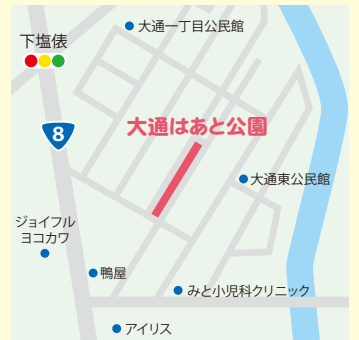 大通一丁目公民館
下塩俵
8
大通はあと公園
大通東公民館
ジョイフル
ヨコカワ
鴨屋
みと小児科クリニック
アイリス